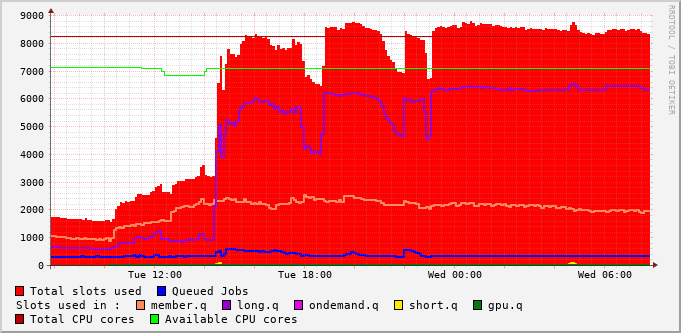 9000
8000
7000
6000
5000
4000
3000
2000
1000
0
Tue 12:00 Tue 18:00 Wed 00:00 Wed 06:00
RRDTOOL / TOBI OETIKER
Total slots used Queued Jobs
Slots used in : member.q long.q ondemand.q short.q gpu.q
Total CPU cores Available CPU cores